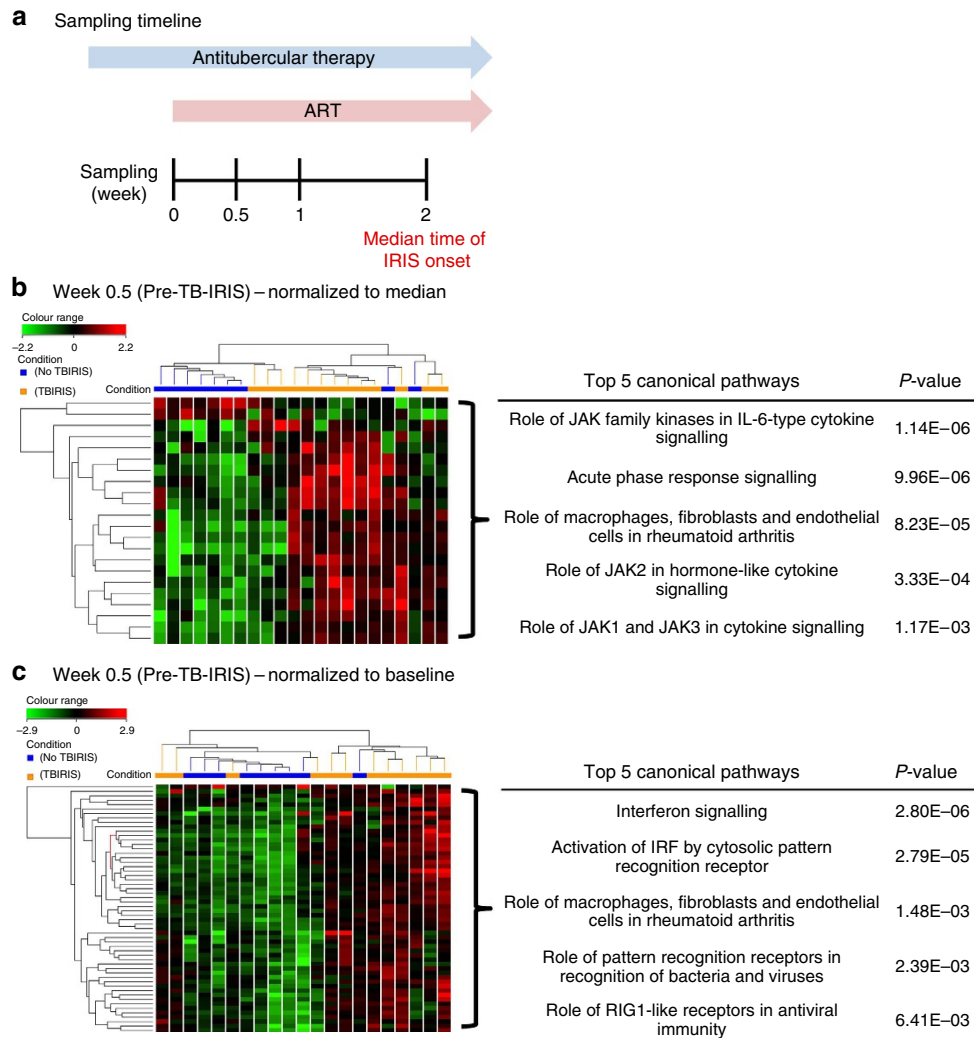 a Sampling timeline
Antitubercular therapy
ART
Sampling
(week)
0 0.5 1 2
Median time of
IRIS onset
b Week 0.5 (Pre-TB-IRIS) – normalized to median
Colour range
–2.2 0 2.2
Condition
(No TBIRIS)
(TBIRIS)
Condition
Top 5 canonical pathways P-value
Role of JAK family kinases in IL-6-type cytokine
signalling
1.14E–06
Acute phase response signalling 9.96E–06
Role of macrophages, fibroblasts and endothelial
cells in rheumatoid arthritis
8.23E–05
Role of JAK2 in hormone-like cytokine
signalling
3.33E–04
Role of JAK1 and JAK3 in cytokine signalling 1.17E–03
c Week 0.5 (Pre-TB-IRIS) – normalized to baseline
Colour range
–2.9 0 2.9
Condition
(No TBIRIS)
(TBIRIS)
Condition
Top 5 canonical pathways P-value
Interferon signalling 2.80E–06
Activation of IRF by cytosolic pattern
recognition receptor
2.79E–05
Role of macrophages, fibroblasts and endothelial
cells in rheumatoid arthritis
1.48E–03
Role of pattern recognition receptors in
recognition of bacteria and viruses
2.39E–03
Role of RIG1-like receptors in antiviral
immunity
6.41E–03